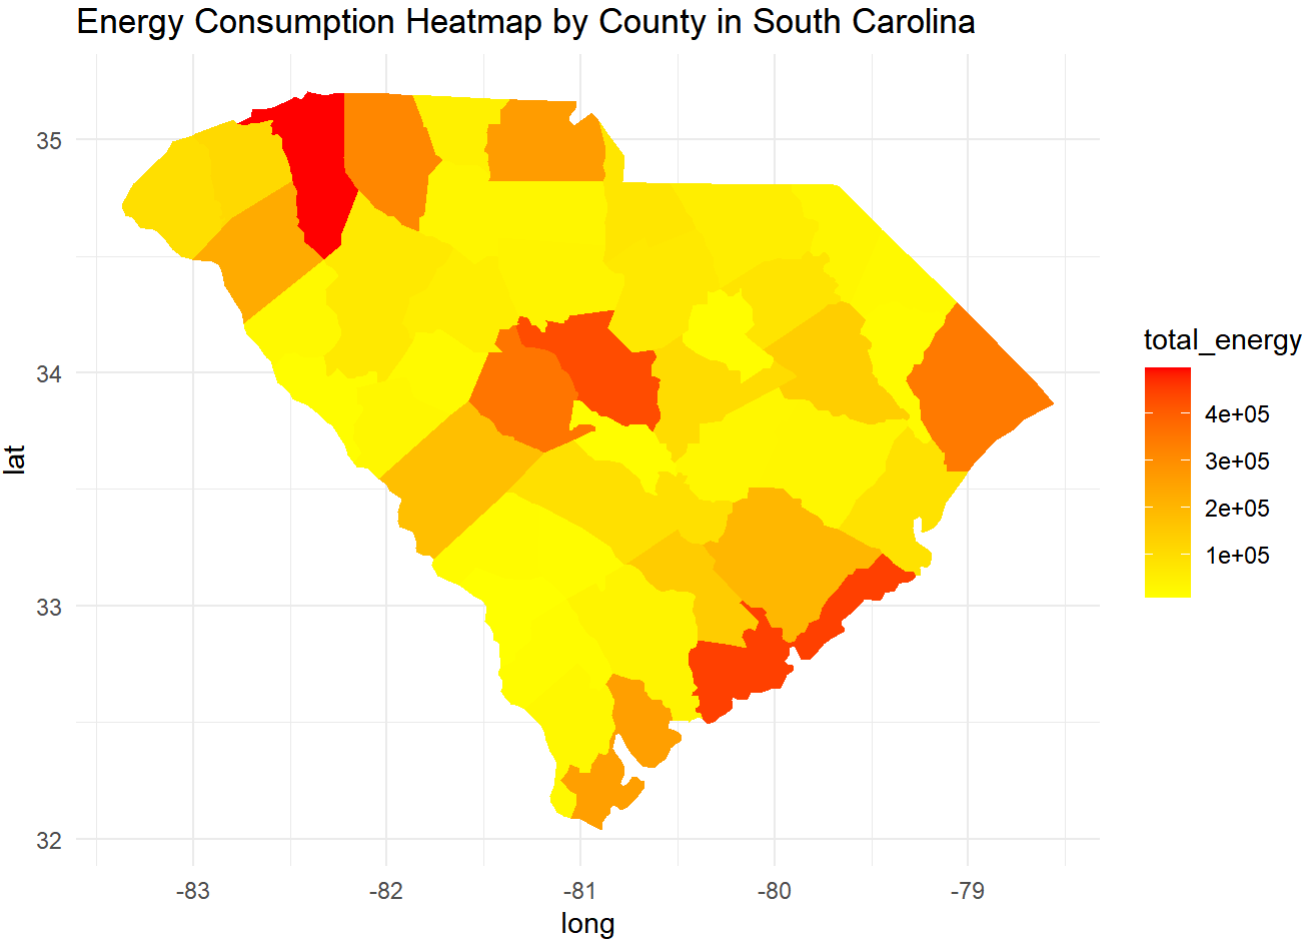 Energy Consumption Heatmap by County in South Carolina
35
34
33
32
lat
-83
-82
-81
-80
-79
long
total_energy
4e+05
3e+05
2e+05
1e+05